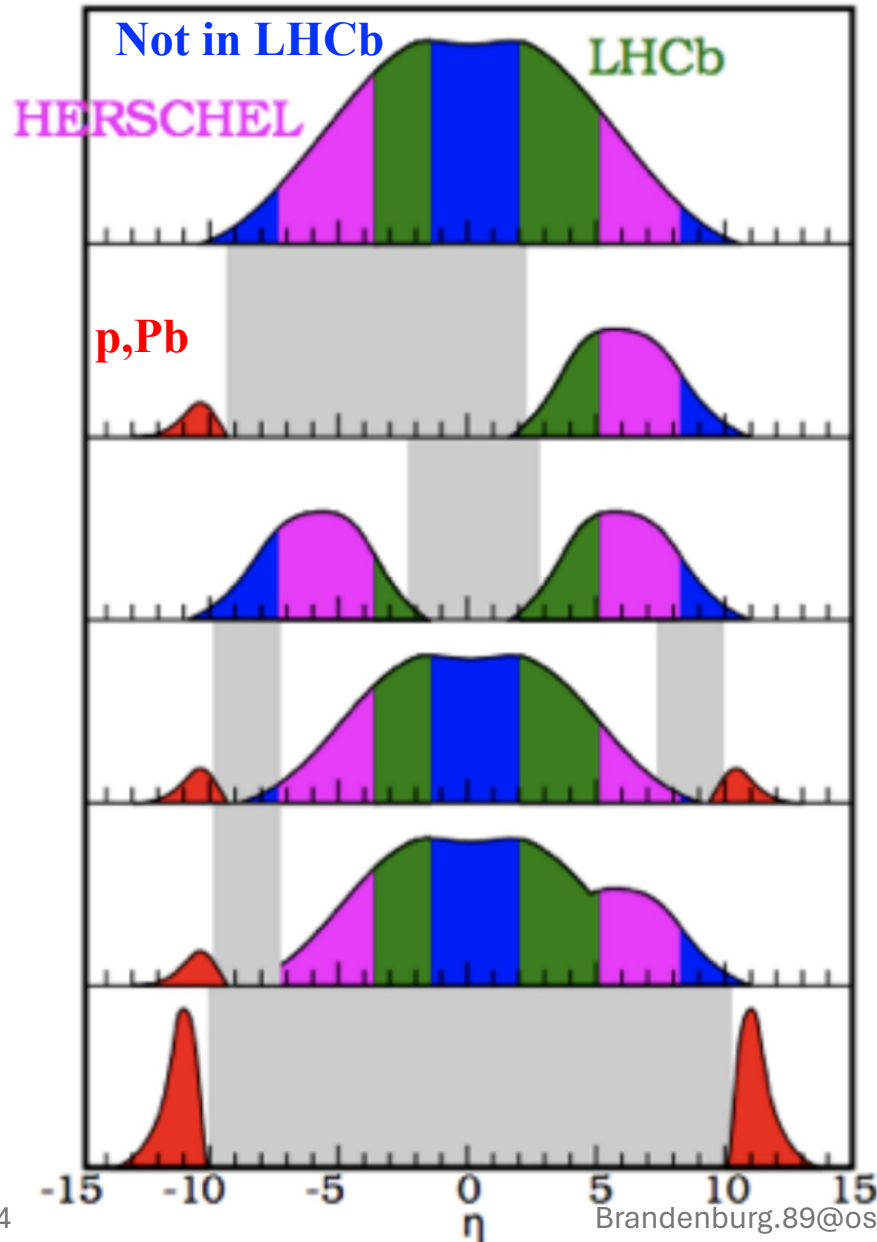 Not in LHCb
LHCb
HERSCHEL
p,Pb
-15 -10 -5 0 5 10 15
η
4
Brandenburg.89@os